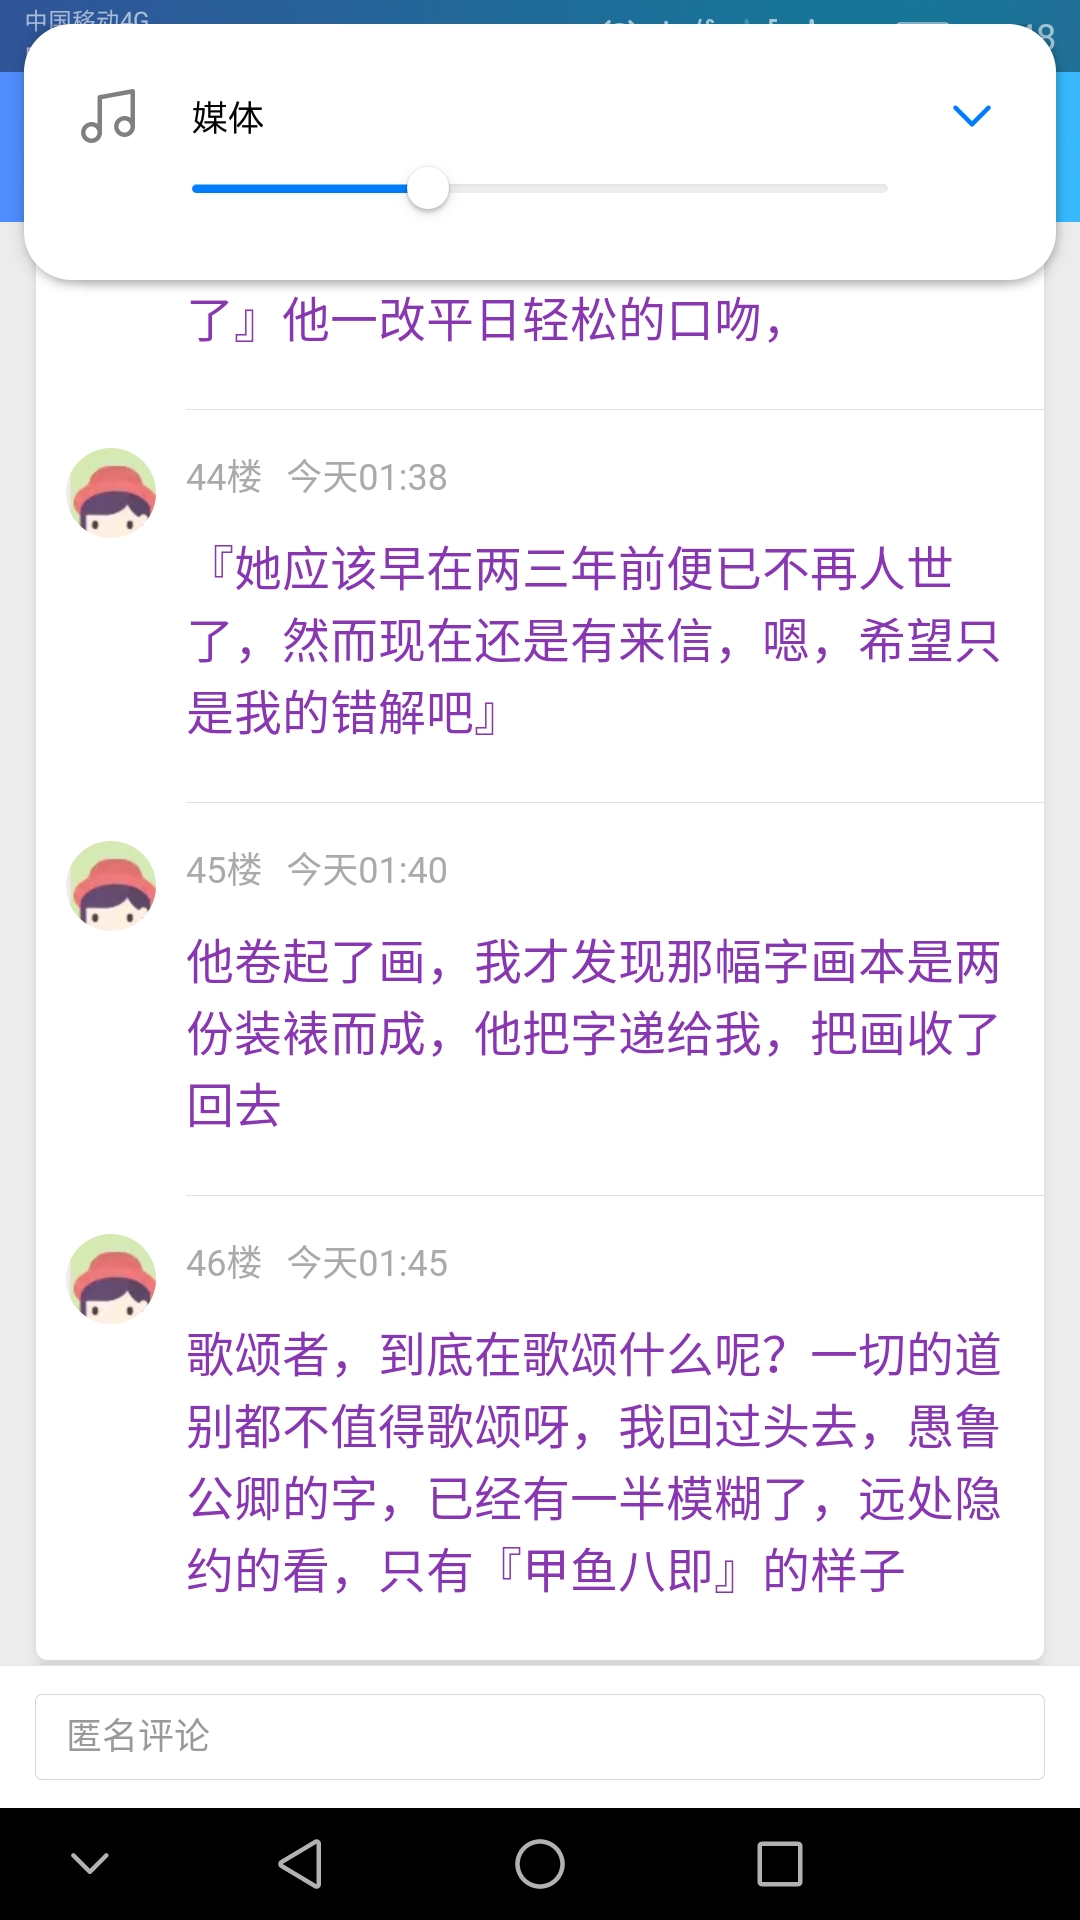 中国移动4G
媒体
了』他一改平日轻松的口吻，
44楼 今天01:38
『她应该早在两三年前便已不再人世
了，然而现在还是有来信，嗯，希望只
是我的错解吧』
45楼 今天01:40
他卷起了画，我才发现那幅字画本是两
份装裱而成，他把字递给我，把画收了
回去
46楼 今天01:45
歌颂者，到底在歌颂什么呢？一切的道
别都不值得歌颂呀，我回过头去，愚鲁
公卿的字，已经有一半模糊了，远处隐
约的看，只有『甲鱼八即』的样子
匿名评论